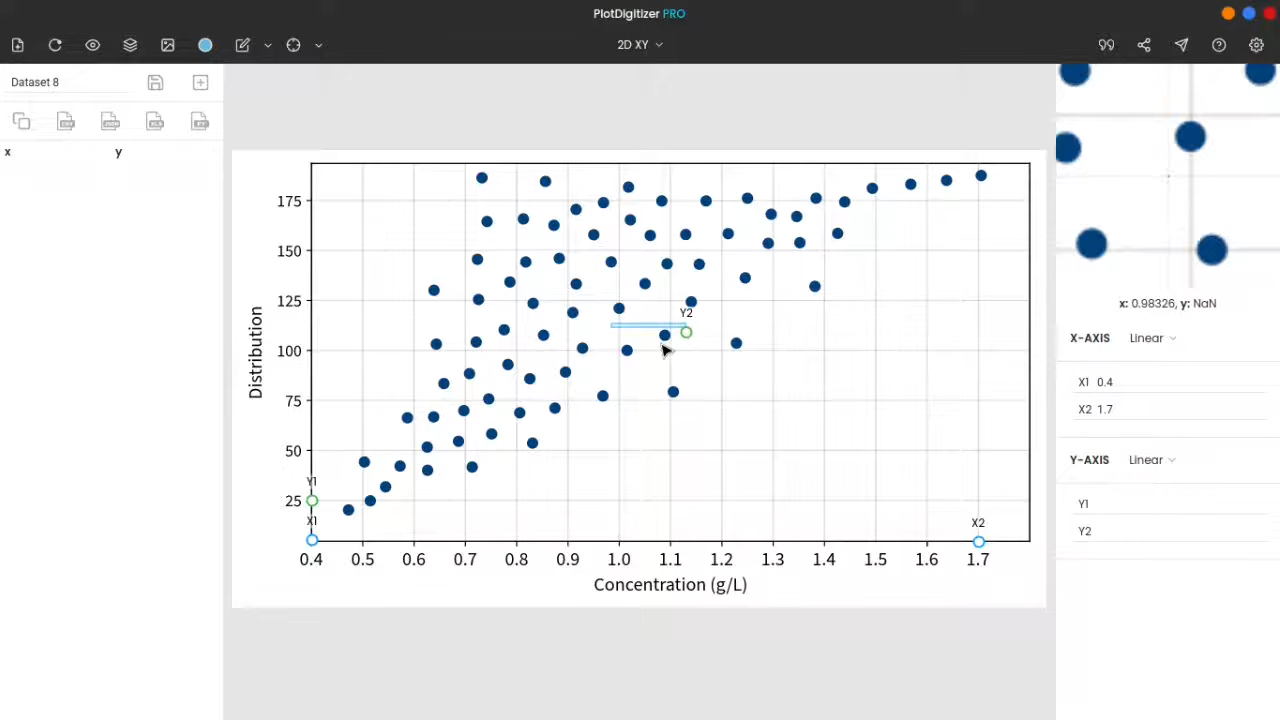 PlotDigitizer PRO
2D XY
Dataset 8
x y
175
150
125
100
75
50
25
Distribution
Y1
X1
Y2
X2
0.4 0.5 0.6 0.7 0.8 0.9 1.0 1.1 1.2 1.3 1.4 1.5 1.6 1.7
Concentration (g/L)
x: 0.98326, y: NaN
X-AXIS Linear
X1 0.4
X2 1.7
Y-AXIS Linear
Y1
Y2